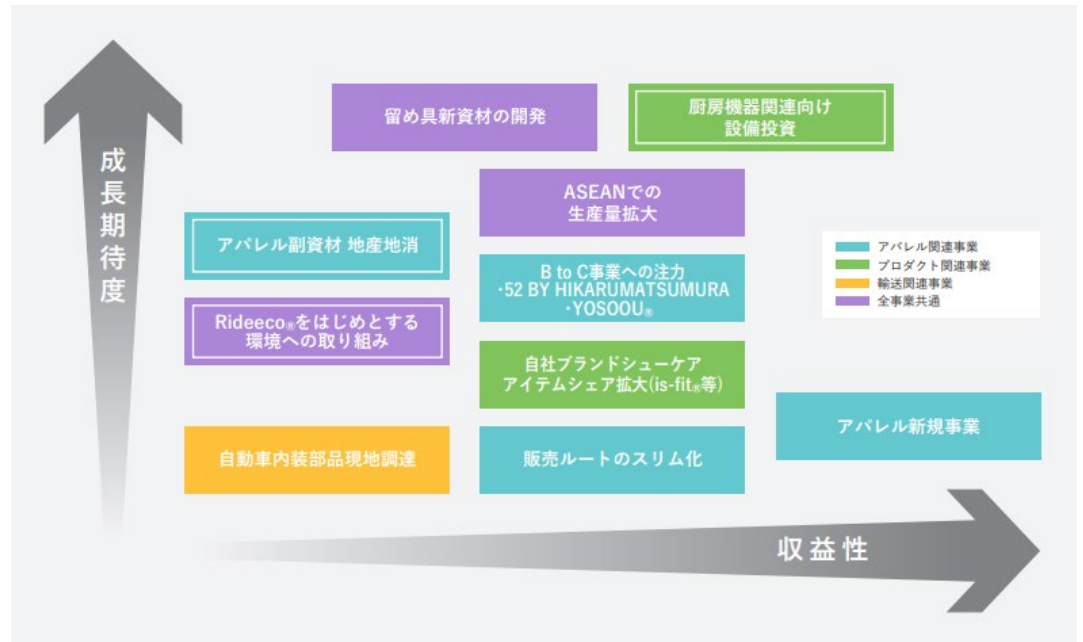 成長期待度
留め具新資材の開発
厨房機器関連向け
設備投資
ASEANでの
生産量拡大
アパレル副資材 地産地消
B to C事業への注力
・52 BY HIKARUMATSUMURA
・YOSOOU®
Rideeco®をはじめとする
環境への取り組み
自社ブランドシューケア
アイテムシェア拡大(is-fit®等)
アパレル新規事業
自動車内装部品現地調達
販売ルートのスリム化
アパレル関連事業
プロダクト関連事業
輸送関連事業
全事業共通
収益性